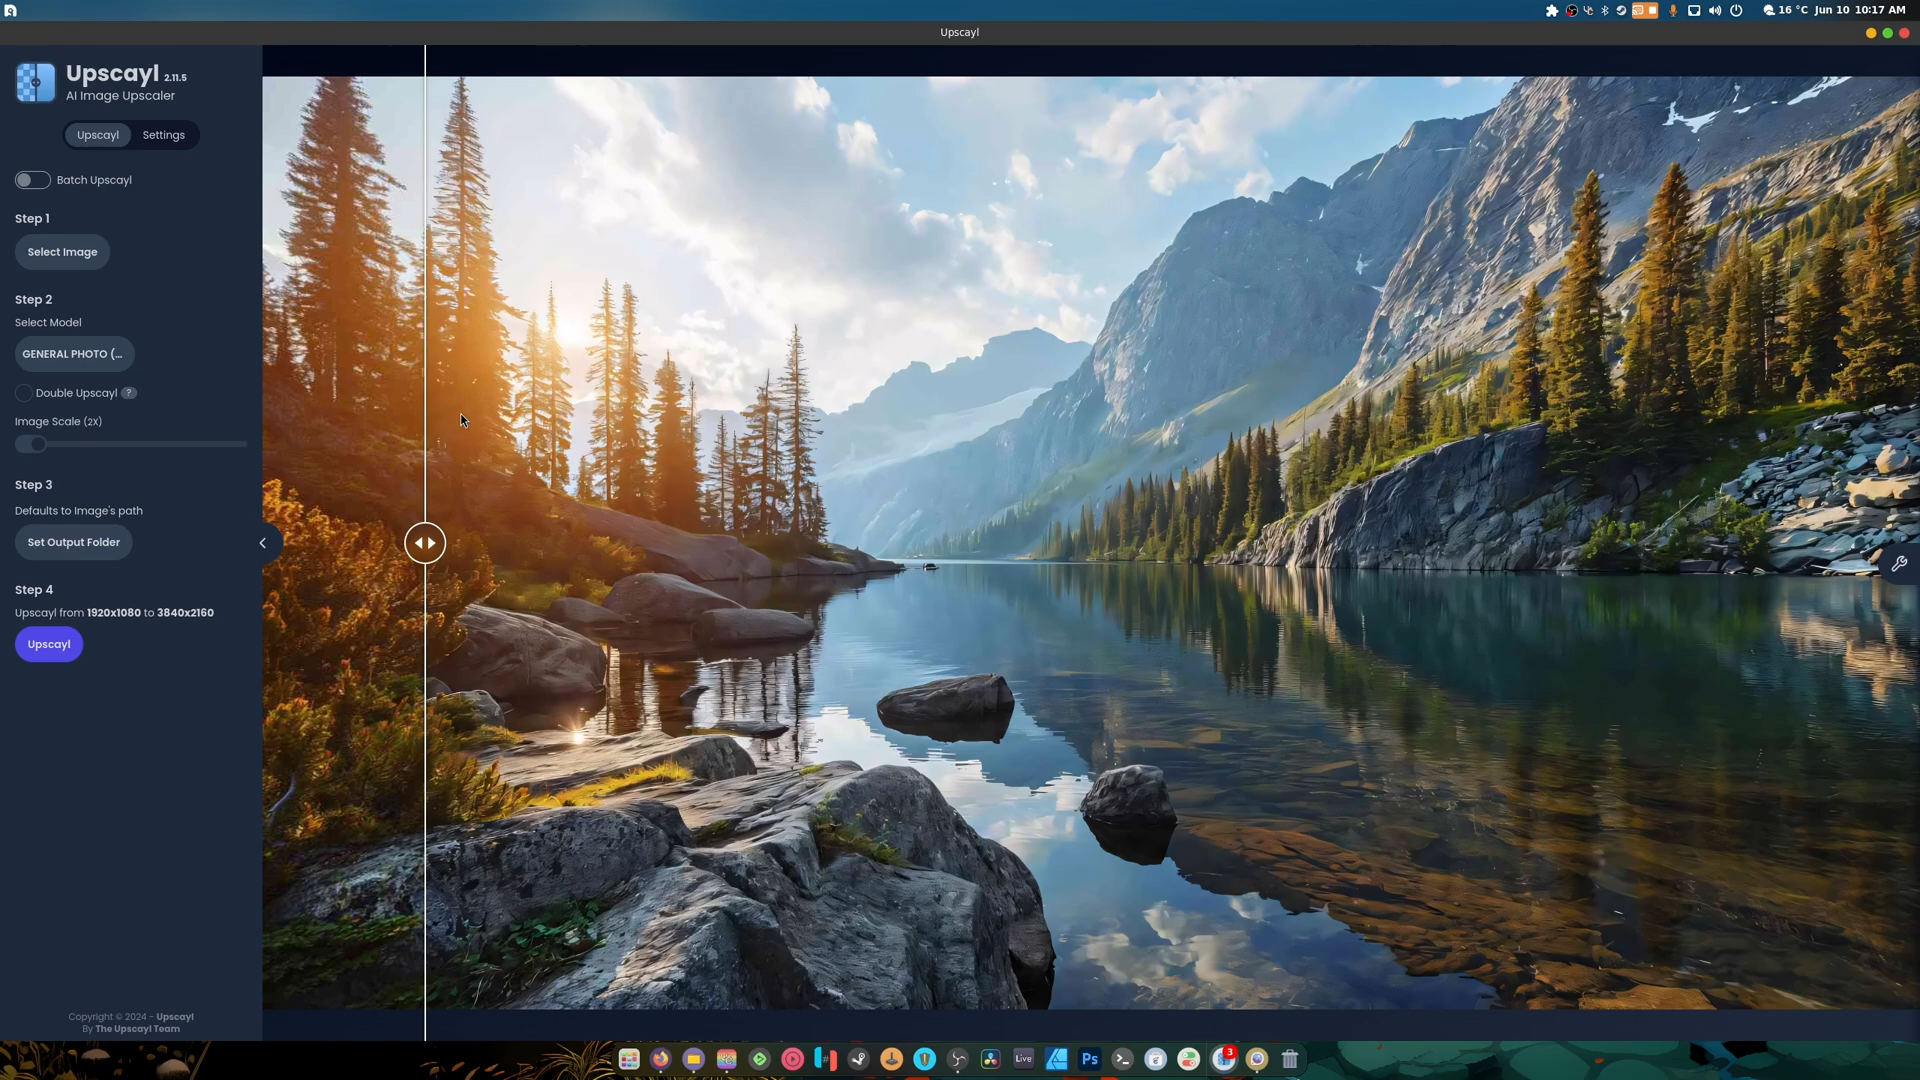 16 °C Jun 10 10:17 AM
Upscayl
Upscayl 2.11.5
AI Image Upscaler
Upscayl Settings
Batch Upscayl
Step 1
Select Image
Step 2
Select Model
GENERAL PHOTO (...
Double Upscayl ?
Image Scale (2X)
Step 3
Defaults to Image's path
Set Output Folder
Step 4
Upscayl from 1920x1080 to 3840x2160
Upscayl
Copyright © 2024 - Upscayl
By The Upscayl Team
Live Ps 3